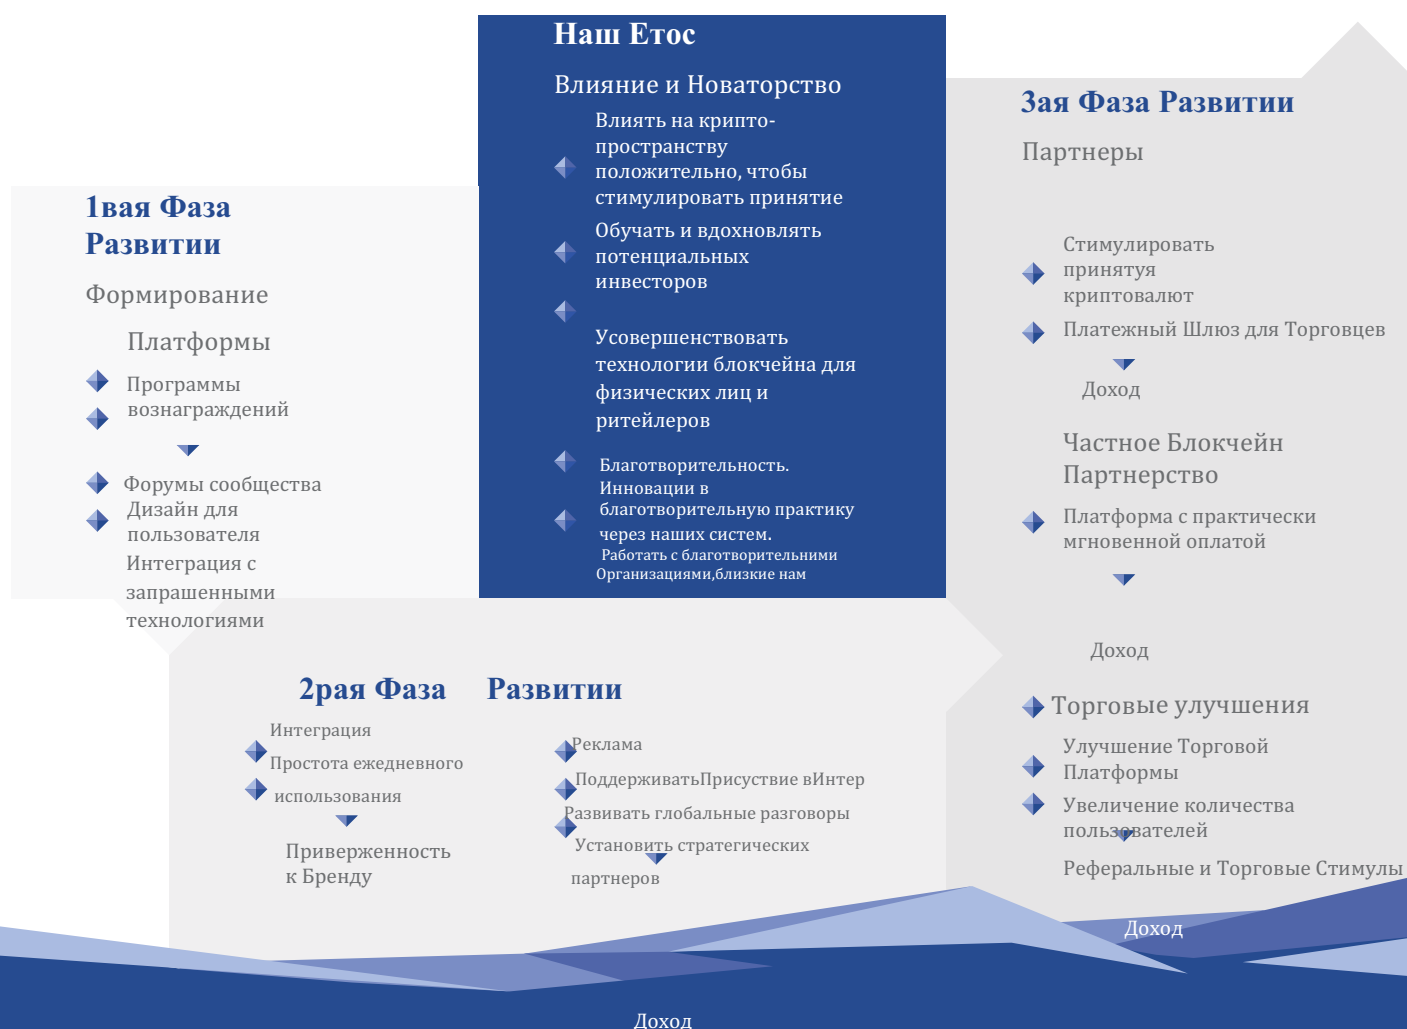 Наш Етос
Влияние и Новаторство
Влиять на крипто-
пространству
положительно, чтобы
стимулировать принятие
Обучать и вдохновлять
потенциальных
инвесторов
Усовершенствовать
технологии блокчейна для
физических лиц и
ритейлеров
Благотворительность.
Инновации в
благотворительную практику
через наших систем.
Работать с благотворительними
Организациями,близкие нам
1вая Фаза
Развитии
Формирование
Платформы
Программы
вознаграждений
Форумы сообщества
Дизайн для
пользователя
Интеграция с
запрашенными
технологиями
2рая Фаза Развитии
Интеграция
Простота ежедневного
использования
Приверженность
к Бренду
Реклама
ПоддерживатьПрисуствие вИнтер
Развивать глобальные разговоры
Установить стратегических
партнеров
Доход
3ая Фаза Развитии
Партнеры
Стимулировать
принятуя
криптовалют
Платежный Шлюз для Торговцев
Доход
Частное Блокчейн
Партнерство
Платформа с практически
мгновенной оплатой
Доход
Торговые улучшения
Улучшение Торговой
Платформы
Увеличение количества
пользователей
Реферальные и Торговые Стимулы
Доход